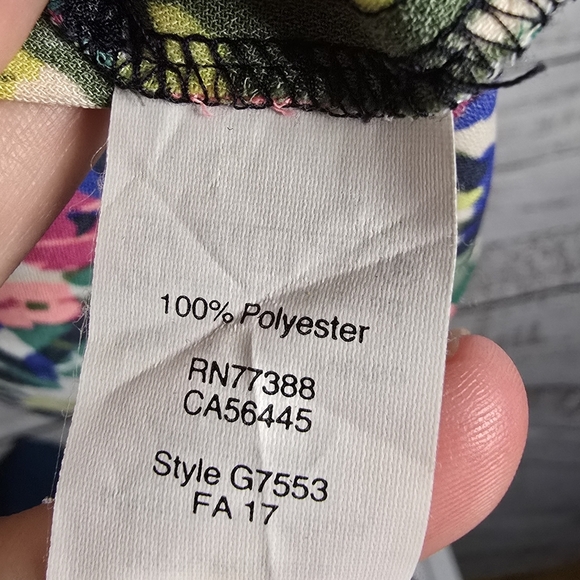 100% Polyester
RN77388
CA56445
Style G7553
FA 17